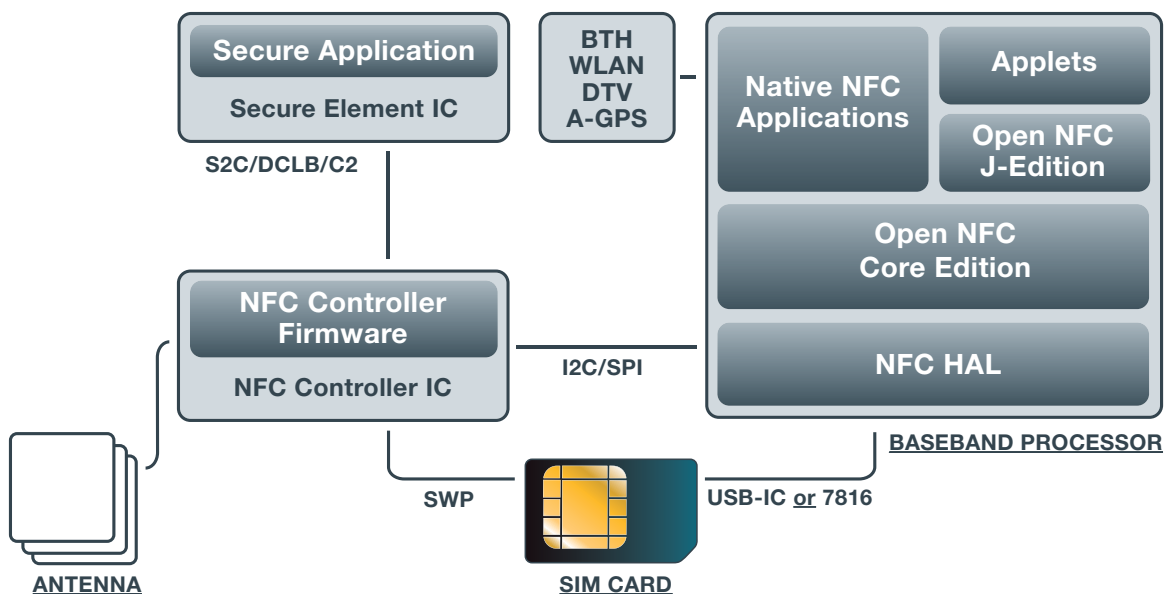 Secure Application
Secure Element IC
S2C/DCLB/C2
BTH
WLAN
DTV
A-GPS
Native NFC
Applications
Applets
Open NFC
J-Edition
Open NFC
Core Edition
NFC HAL
BASEBAND PROCESSOR
NFC Controller
Firmware
NFC Controller IC
I2C/SPI
SWP
USB-IC or 7816
ANTENNA
SIM CARD